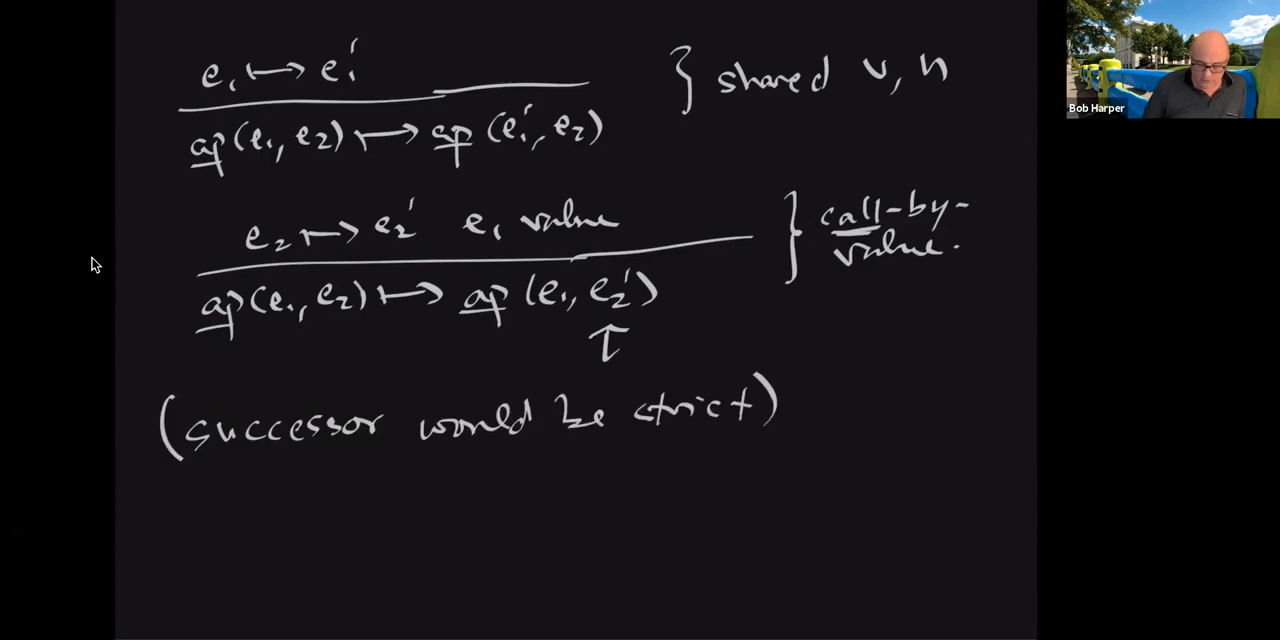 e₁ ↦ e₁′ } shared v, n
ap(e₁, e₂) ↦ ap(e₁′, e₂)
e₂ ↦ e₂′ e₁ value } call-by-
value.
ap(e₁, e₂) ↦ ap(e₁, e₂′)
↑
(successor would be strict)
Bob Harper